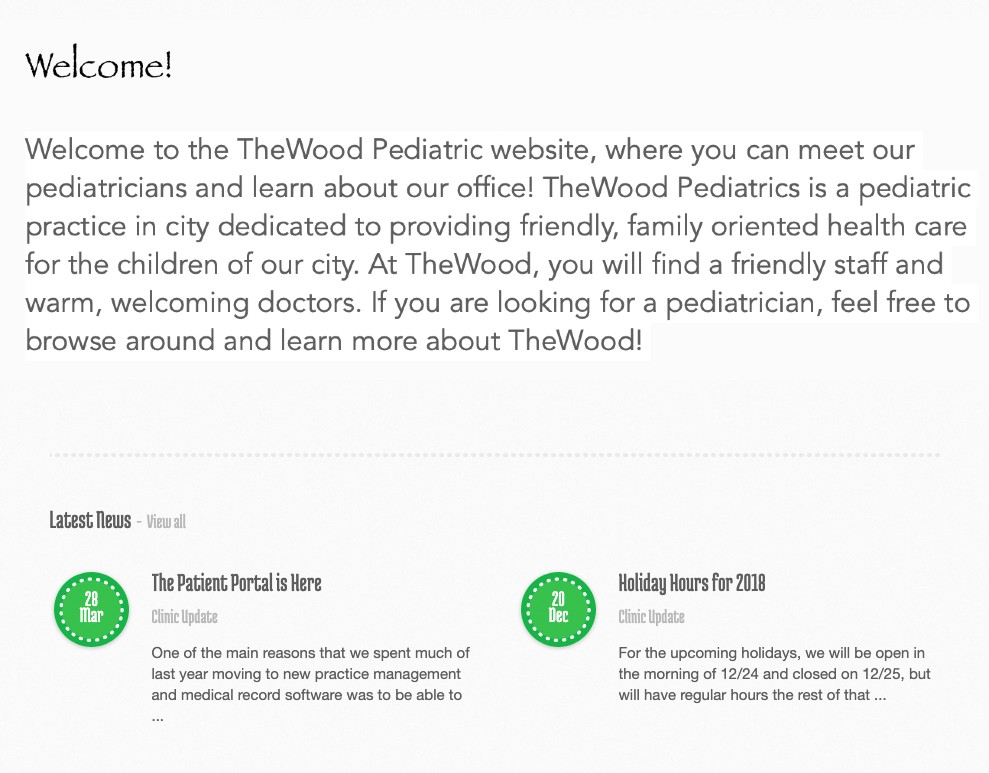 Welcome!
Welcome to the TheWood Pediatric website, where you can meet our
pediatricians and learn about our office! TheWood Pediatrics is a pediatric
practice in city dedicated to providing friendly, family oriented health care
for the children of our city. At TheWood, you will find a friendly staff and
warm, welcoming doctors. If you are looking for a pediatrician, feel free to
browse around and learn more about TheWood!
Latest News - View all
28
Mar
The Patient Portal is Here
Clinic Update
One of the main reasons that we spent much of
last year moving to new practice management
and medical record software was to be able to
...
20
Dec
Holiday Hours for 2018
Clinic Update
For the upcoming holidays, we will be open in
the morning of 12/24 and closed on 12/25, but
will have regular hours the rest of that ...